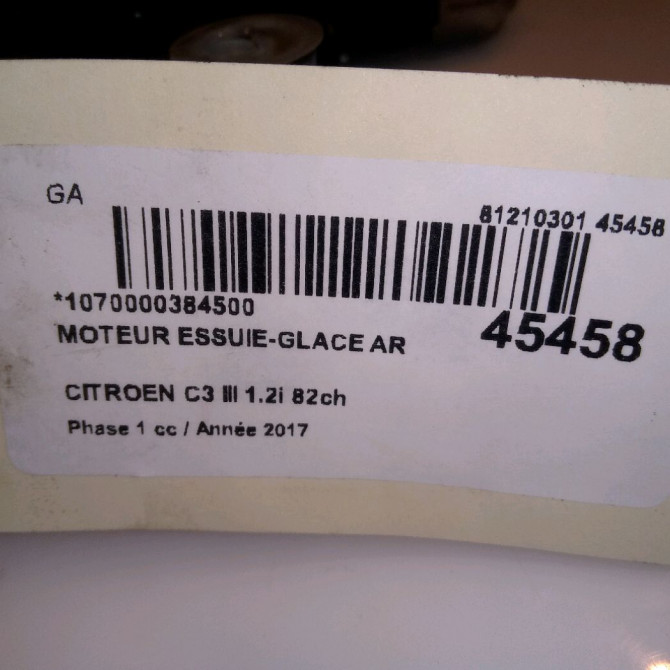 GA
81210301 45458
*1070000384500
45458
MOTEUR ESSUIE-GLACE AR
CITROEN C3 III 1.2i 82ch
Phase 1 cc / Année 2017